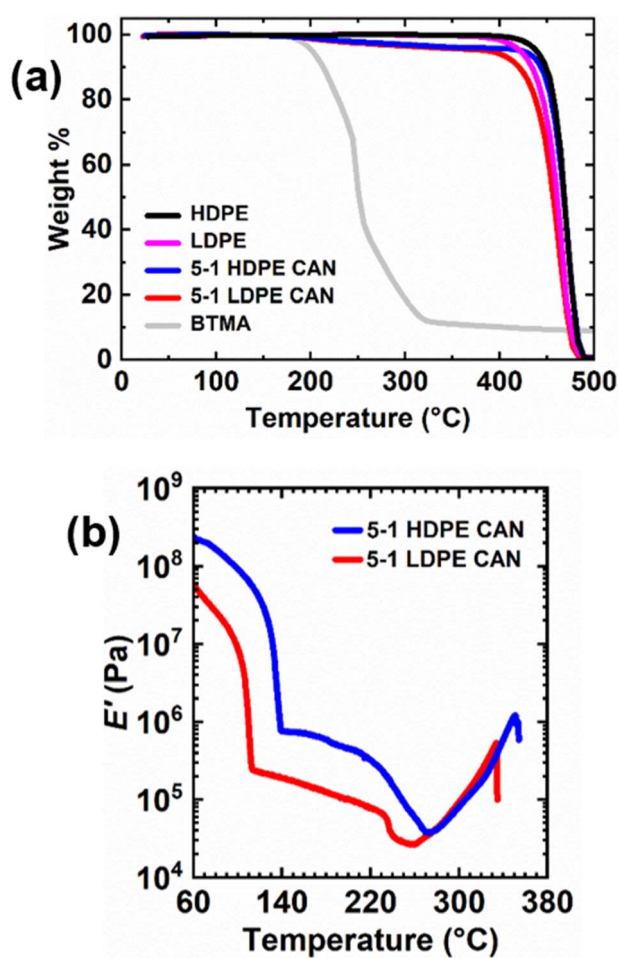 (a)
Weight %
100
80
60
40
20
0
HDPE
LDPE
5-1 HDPE CAN
5-1 LDPE CAN
BTMA
0 100 200 300 400 500
Temperature (°C)
(b)
E' (Pa)
10⁹
10⁸
10⁷
10⁶
10⁵
10⁴
5-1 HDPE CAN
5-1 LDPE CAN
60 140 220 300 380
Temperature (°C)